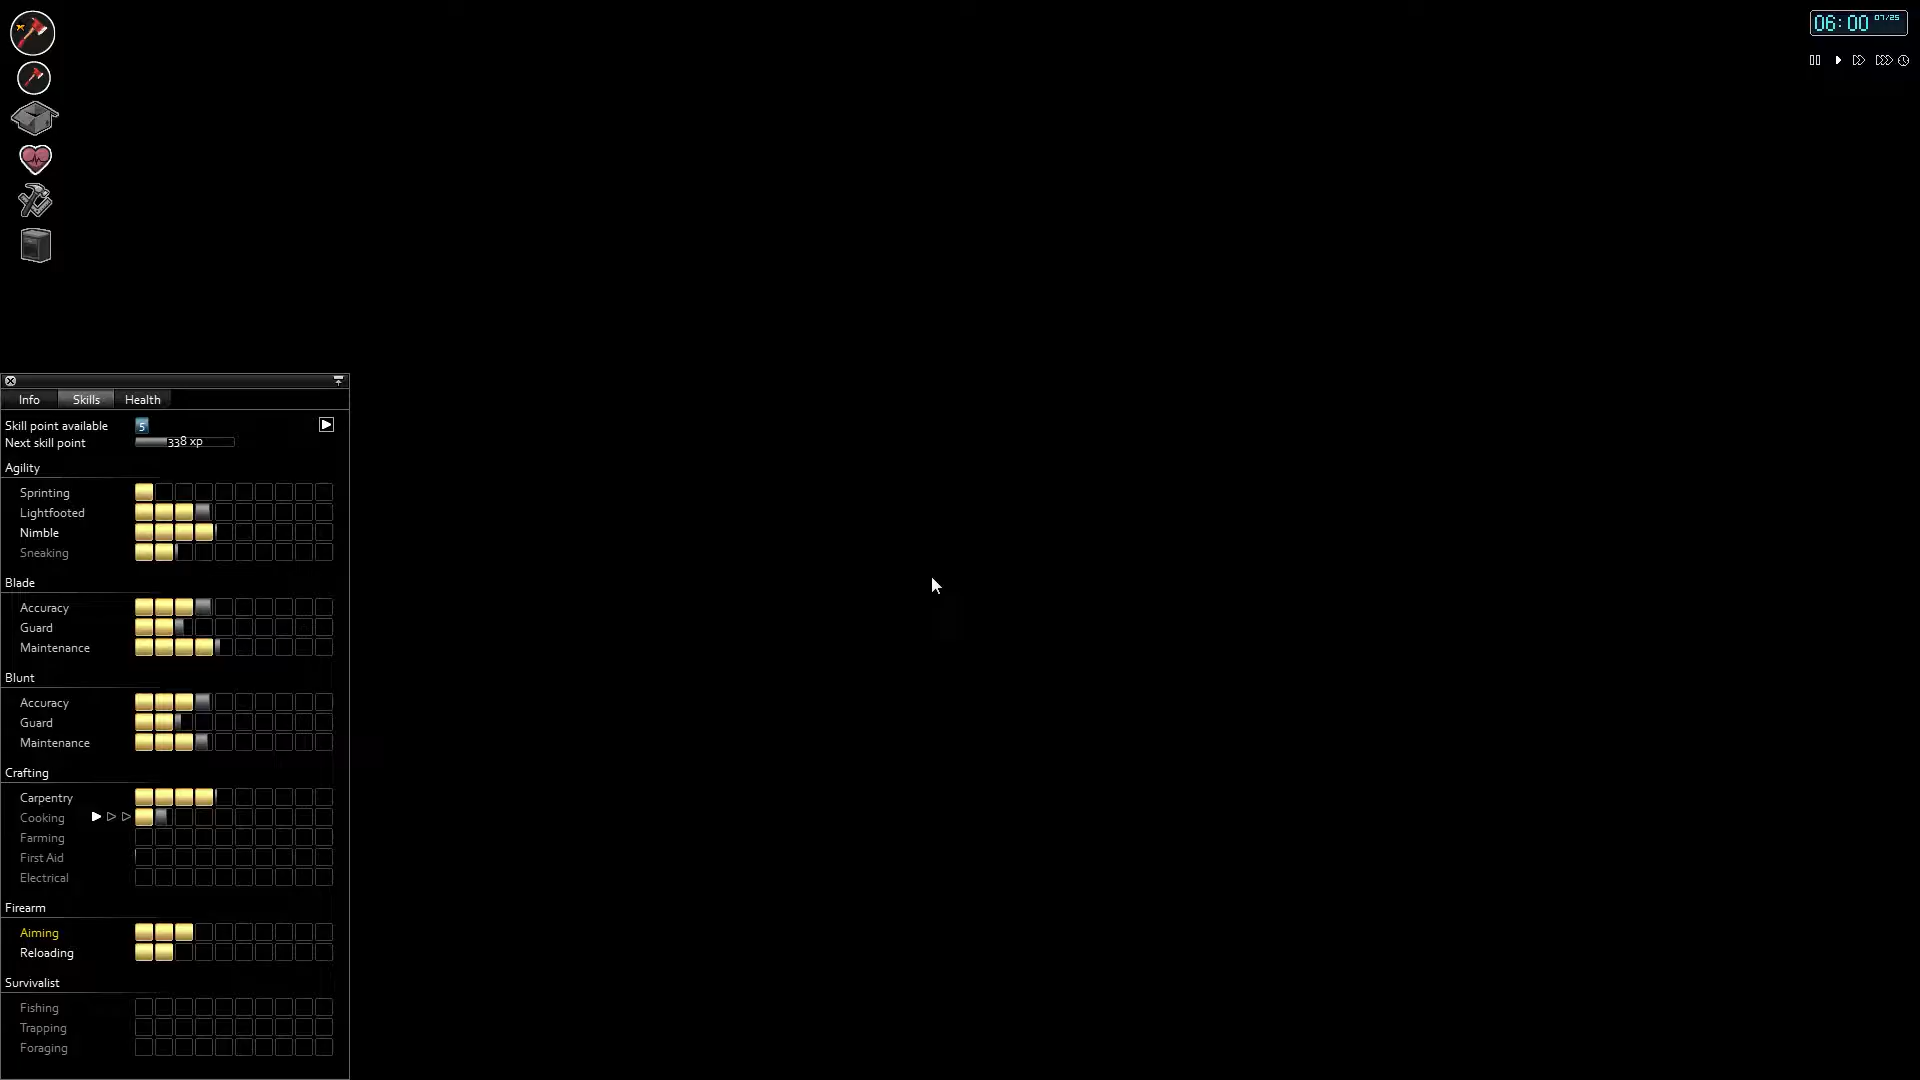 06:00 07/25
Info Skills Health
Skill point available 5
Next skill point 338 xp
Agility
Sprinting
Lightfooted
Nimble
Sneaking
Blade
Accuracy
Guard
Maintenance
Blunt
Accuracy
Guard
Maintenance
Crafting
Carpentry
Cooking
Farming
First Aid
Electrical
Firearm
Aiming
Reloading
Survivalist
Fishing
Trapping
Foraging